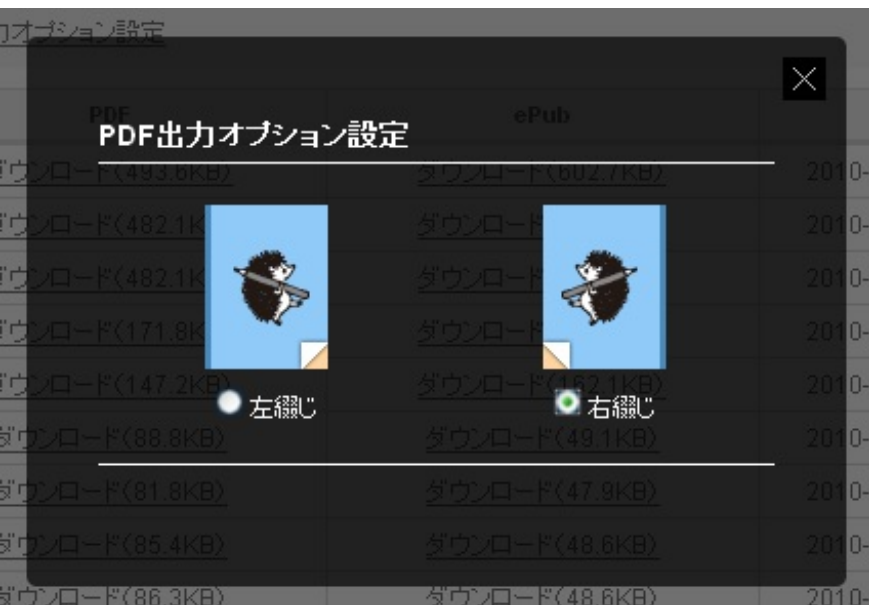 力オプション設定
PDF ePub
PDF出力オプション設定
ダウンロード(493.6KB) ダウンロード(602.7KB) 2010-
ダウンロード(482.1K ダウンロード 2010-
ダウンロード(482.1K ダウンロード 2010-
ダウンロード(171.8K ダウンロード 2010-
ダウンロード(147.2KB) ダウンロード(162.1KB) 2010-
左綴じ 右綴じ
ダウンロード(88.8KB) ダウンロード(49.1KB) 2010-
ダウンロード(81.8KB) ダウンロード(47.9KB) 2010-
ダウンロード(85.4KB) ダウンロード(48.6KB) 2010-
ダウンロード(86.3KB) ダウンロード(48.6KB) 2010-